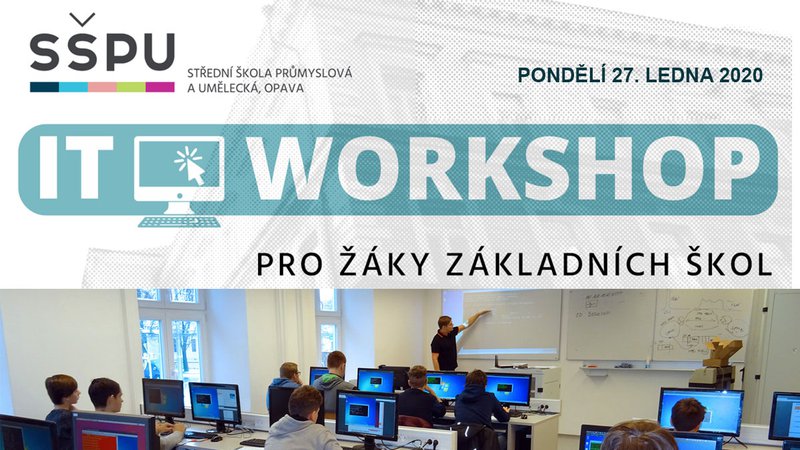 SŠPU
STŘEDNÍ ŠKOLA PRŮMYSLOVÁ
A UMĚLECKÁ, OPAVA
PONDĚLÍ 27. LEDNA 2020
IT WORKSHOP
PRO ŽÁKY ZÁKLADNÍCH ŠKOL